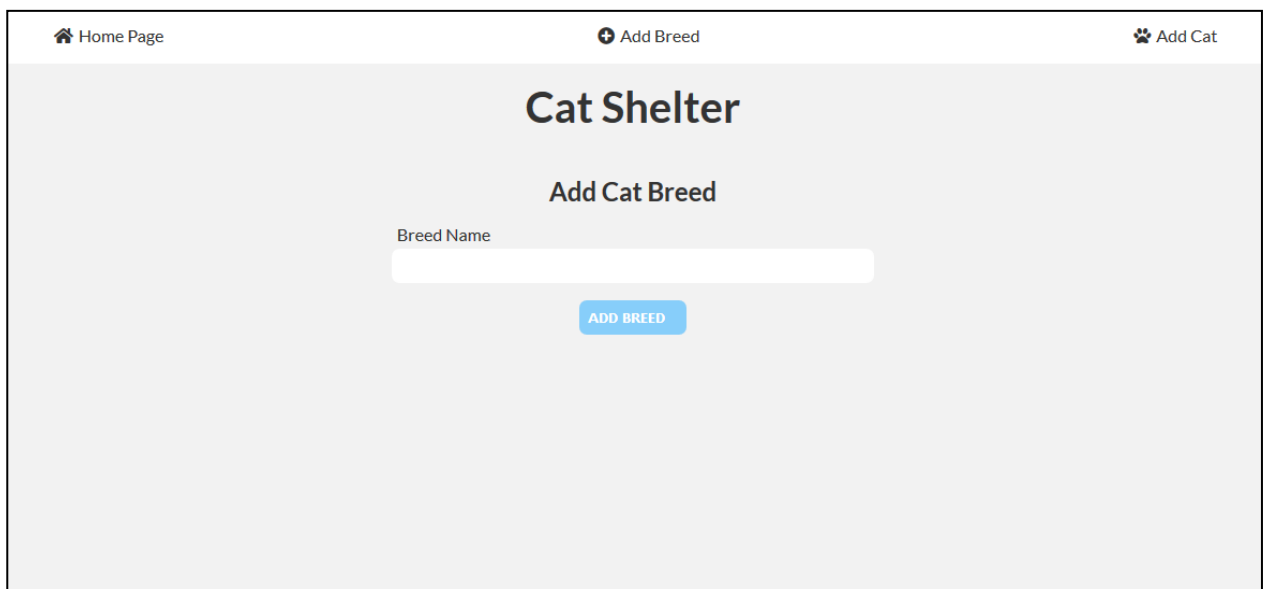 Home Page Add Breed Add Cat
Cat Shelter
Add Cat Breed
Breed Name
ADD BREED